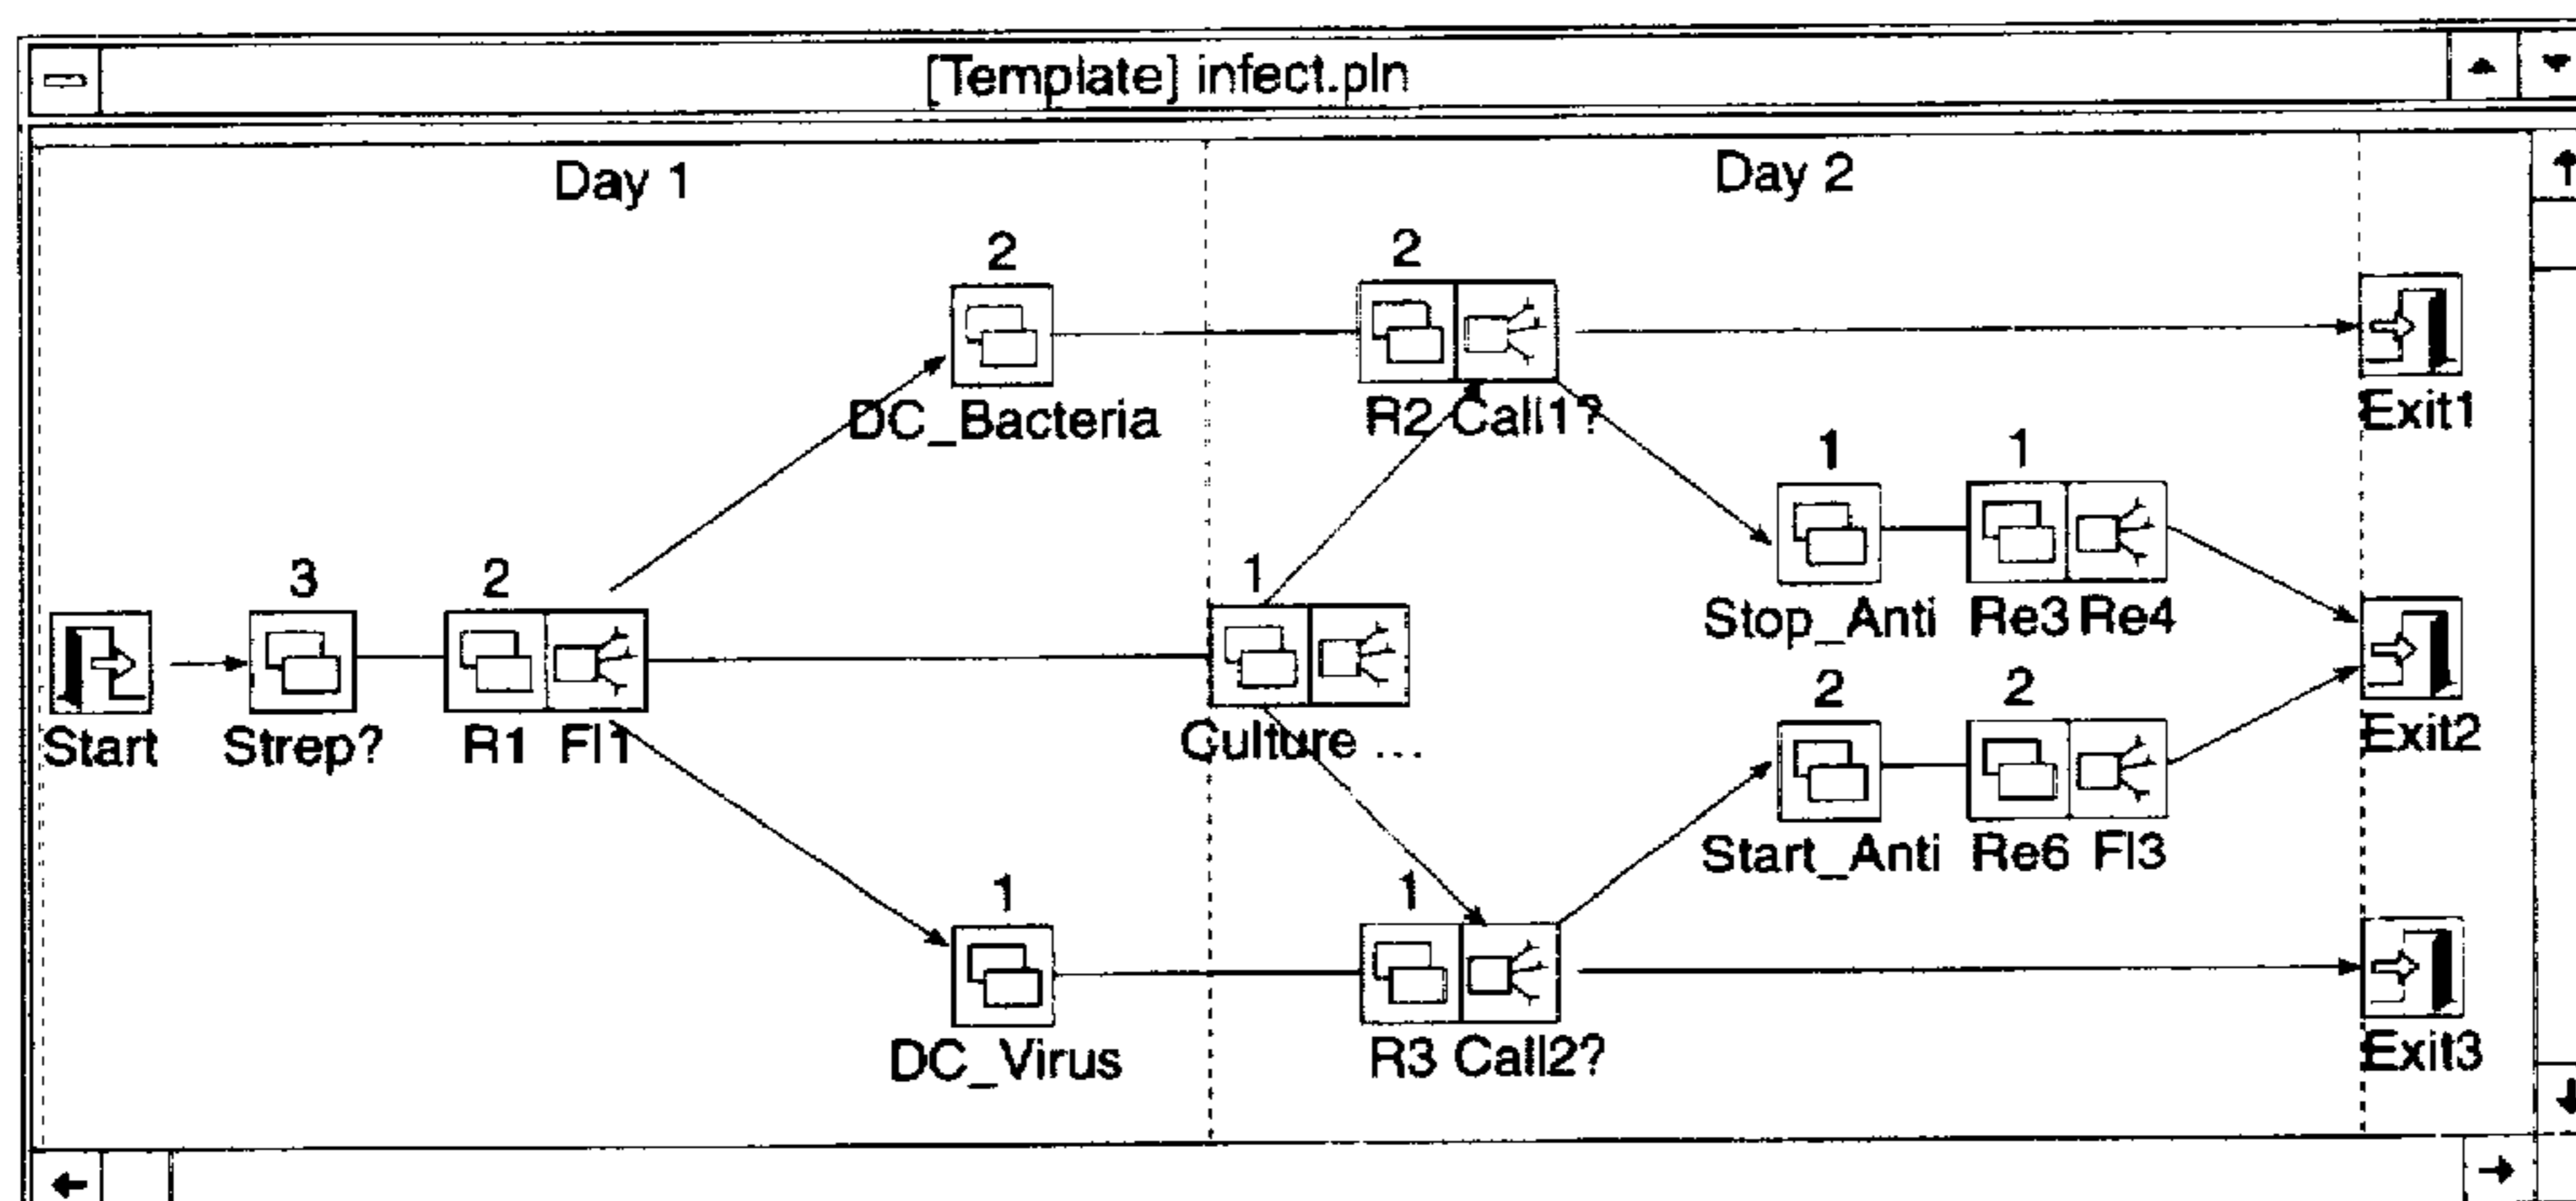 [Template] infect.pln
Day 1
Day 2
2
2
DC_Bacteria
R2 Call1?
Exit1
1
1
3
2
1
Stop_Anti
Re3 Re4
Start
Strep?
R1 Fl1
Culture ...
2
2
Exit2
Start_Anti
Re6 Fl3
1
1
DC_Virus
R3 Call2?
Exit3